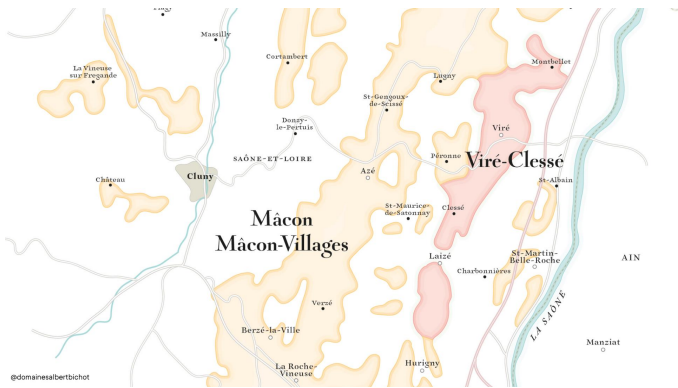 Massilly
Cortambert
La Vineuse
sur Fregande
Lugny
Montbellet
St-Gengoux-
de-Scissé
Donzy-
le-Pertuis
Viré
SAÔNE-ET-LOIRE
Péronne
Viré-Clessé
Azé
Cluny
Château
St-Albain
St-Maurice-
de-Satonnay
Clessé
Mâcon
Mâcon-Villages
Laizé
St-Martin-
Belle-Roche
AIN
Charbonnières
LA SAÔNE
Verzé
Berzé-la-Ville
Manziat
La Roche-
Vineuse
Hurigny
@domainesalbertbichot